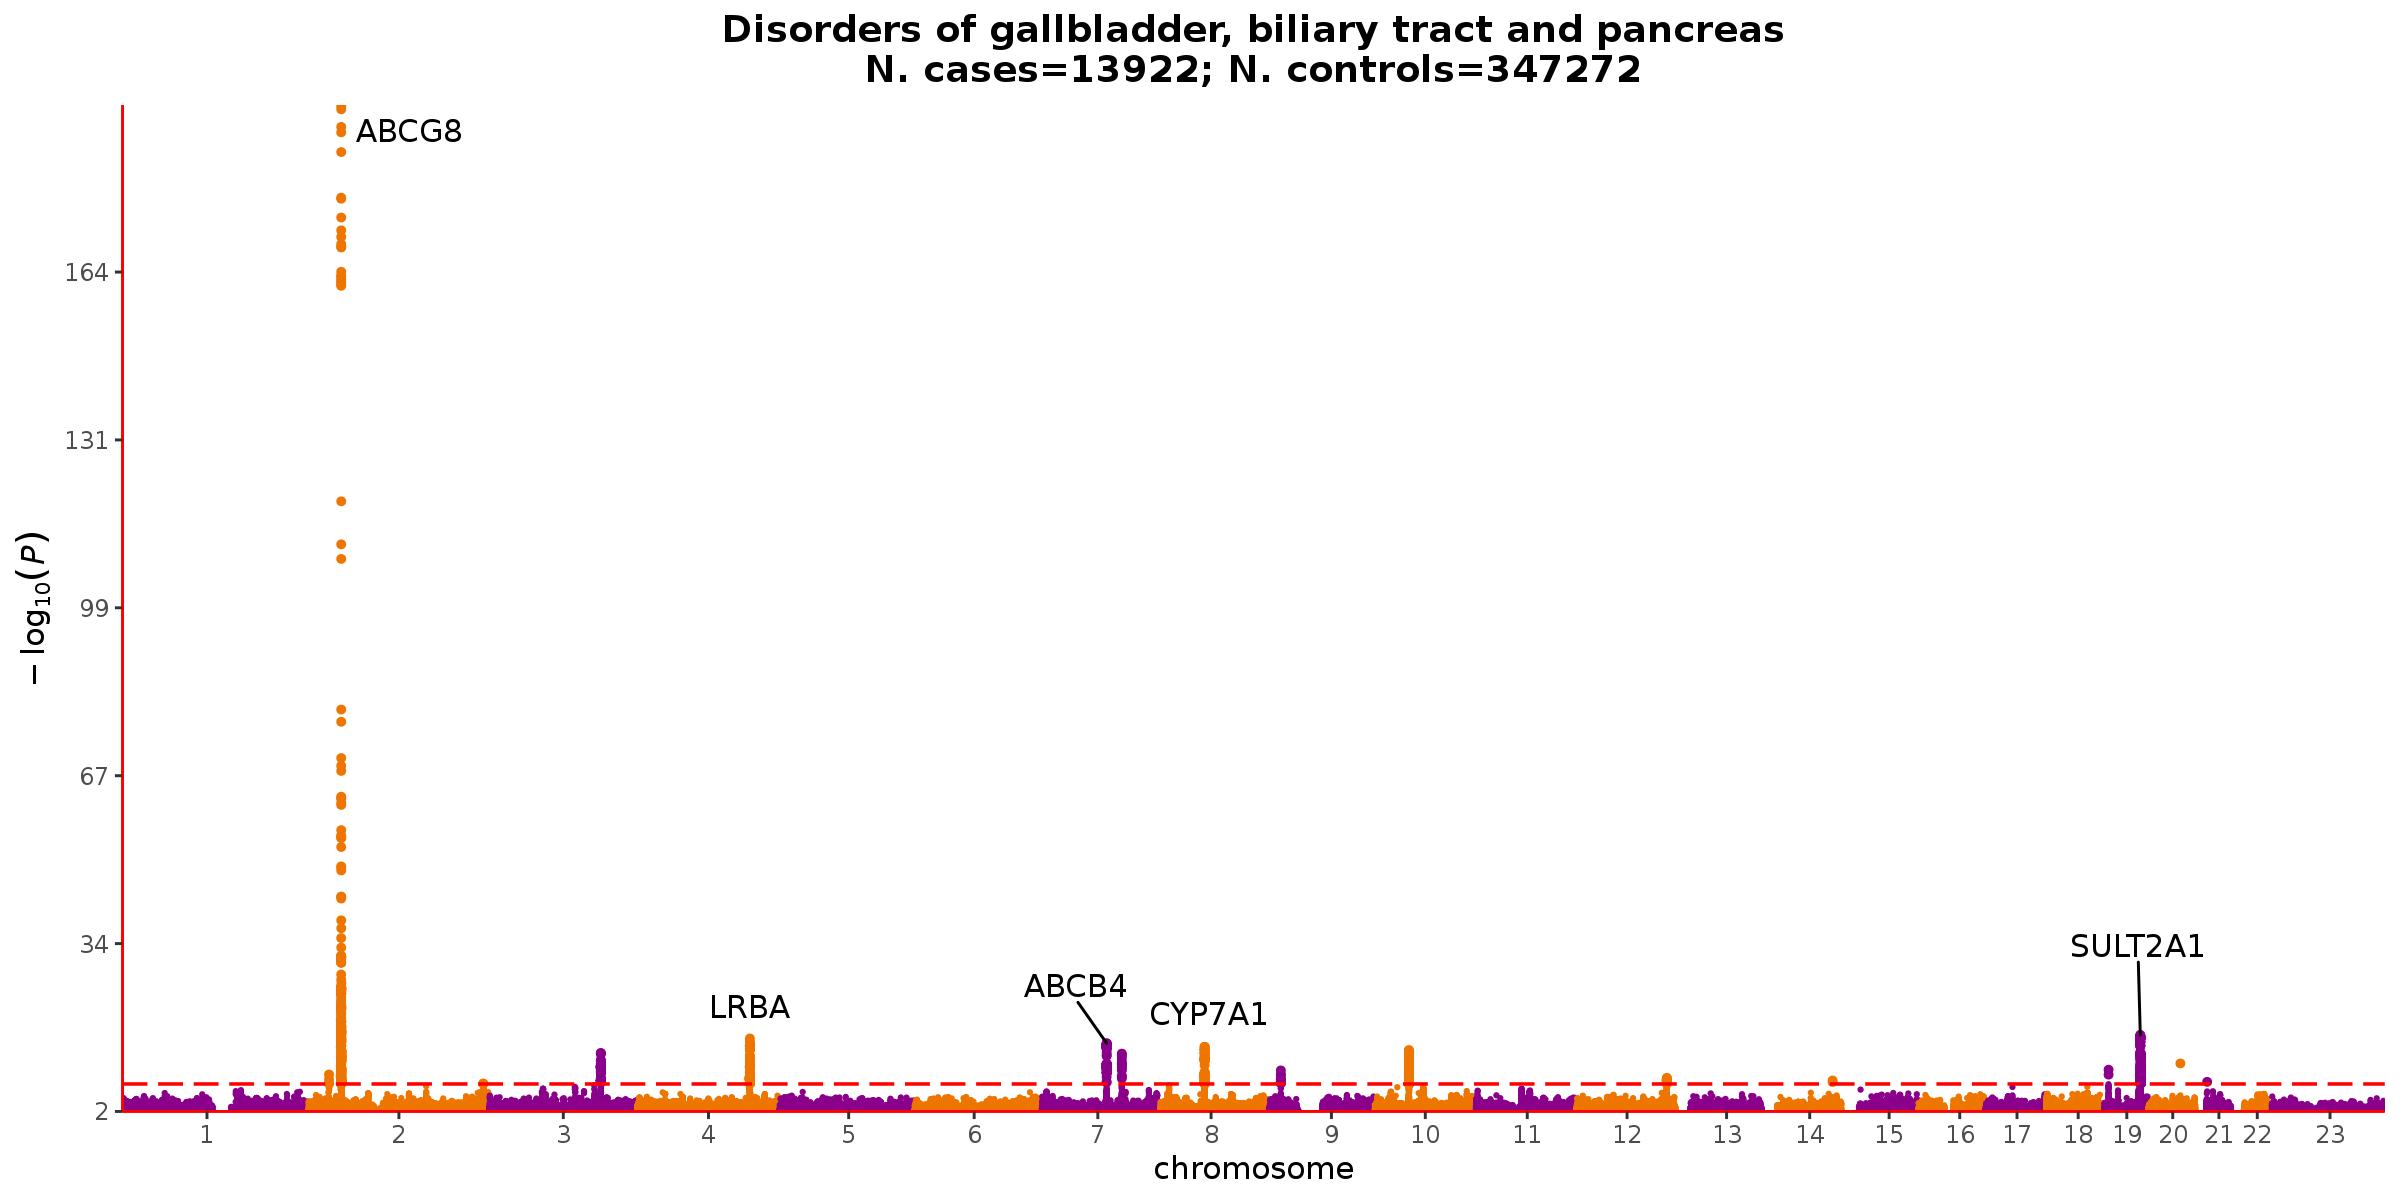 Disorders of gallbladder, biliary tract and pancreas
N. cases=13922; N. controls=347272
ABCG8
164
131
99
67
34
2
−log10(P)
SULT2A1
ABCB4
LRBA
CYP7A1
1 2 3 4 5 6 7 8 9 10 11 12 13 14 15 16 17 18 19 20 21 22 23
chromosome